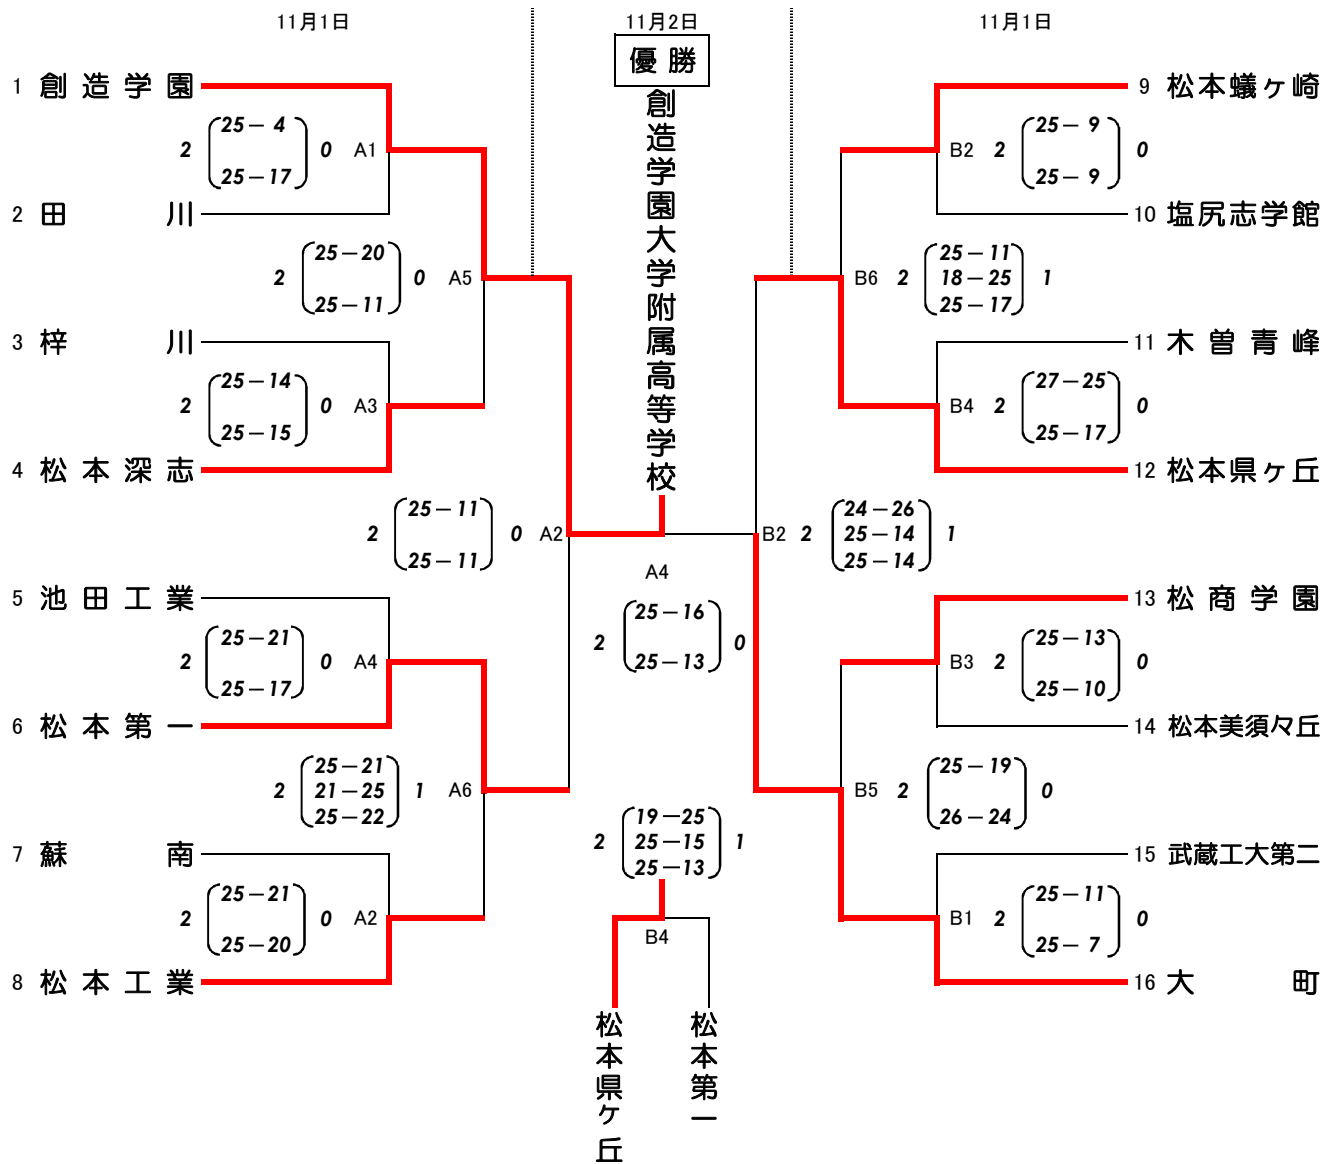 11月1日
11月2日
11月1日
優勝
創造学園大学附属高等学校
1 創造学園
2 (25－4 25－17) 0 A1
2 田川
2 (25－20 25－11) 0 A5
3 梓川
2 (25－14 25－15) 0 A3
4 松本深志
2 (25－11 25－11) 0 A2
5 池田工業
2 (25－21 25－17) 0 A4
6 松本第一
2 (25－21 21－25 25－22) 1 A6
7 蘇南
2 (25－21 25－20) 0 A2
8 松本工業
A4
2 (25－16 25－13) 0
2 (19－25 25－15 25－13) 1
B4
松本県ヶ丘
松本第一
9 松本蟻ヶ崎
B2 2 (25－9 25－9) 0
10 塩尻志学館
B6 2 (25－11 18－25 25－17) 1
11 木曽青峰
B4 2 (27－25 25－17) 0
12 松本県ヶ丘
B2 2 (24－26 25－14 25－14) 1
13 松商学園
B3 2 (25－13 25－10) 0
14 松本美須々丘
B5 2 (25－19 26－24) 0
15 武蔵工大第二
B1 2 (25－11 25－7) 0
16 大町